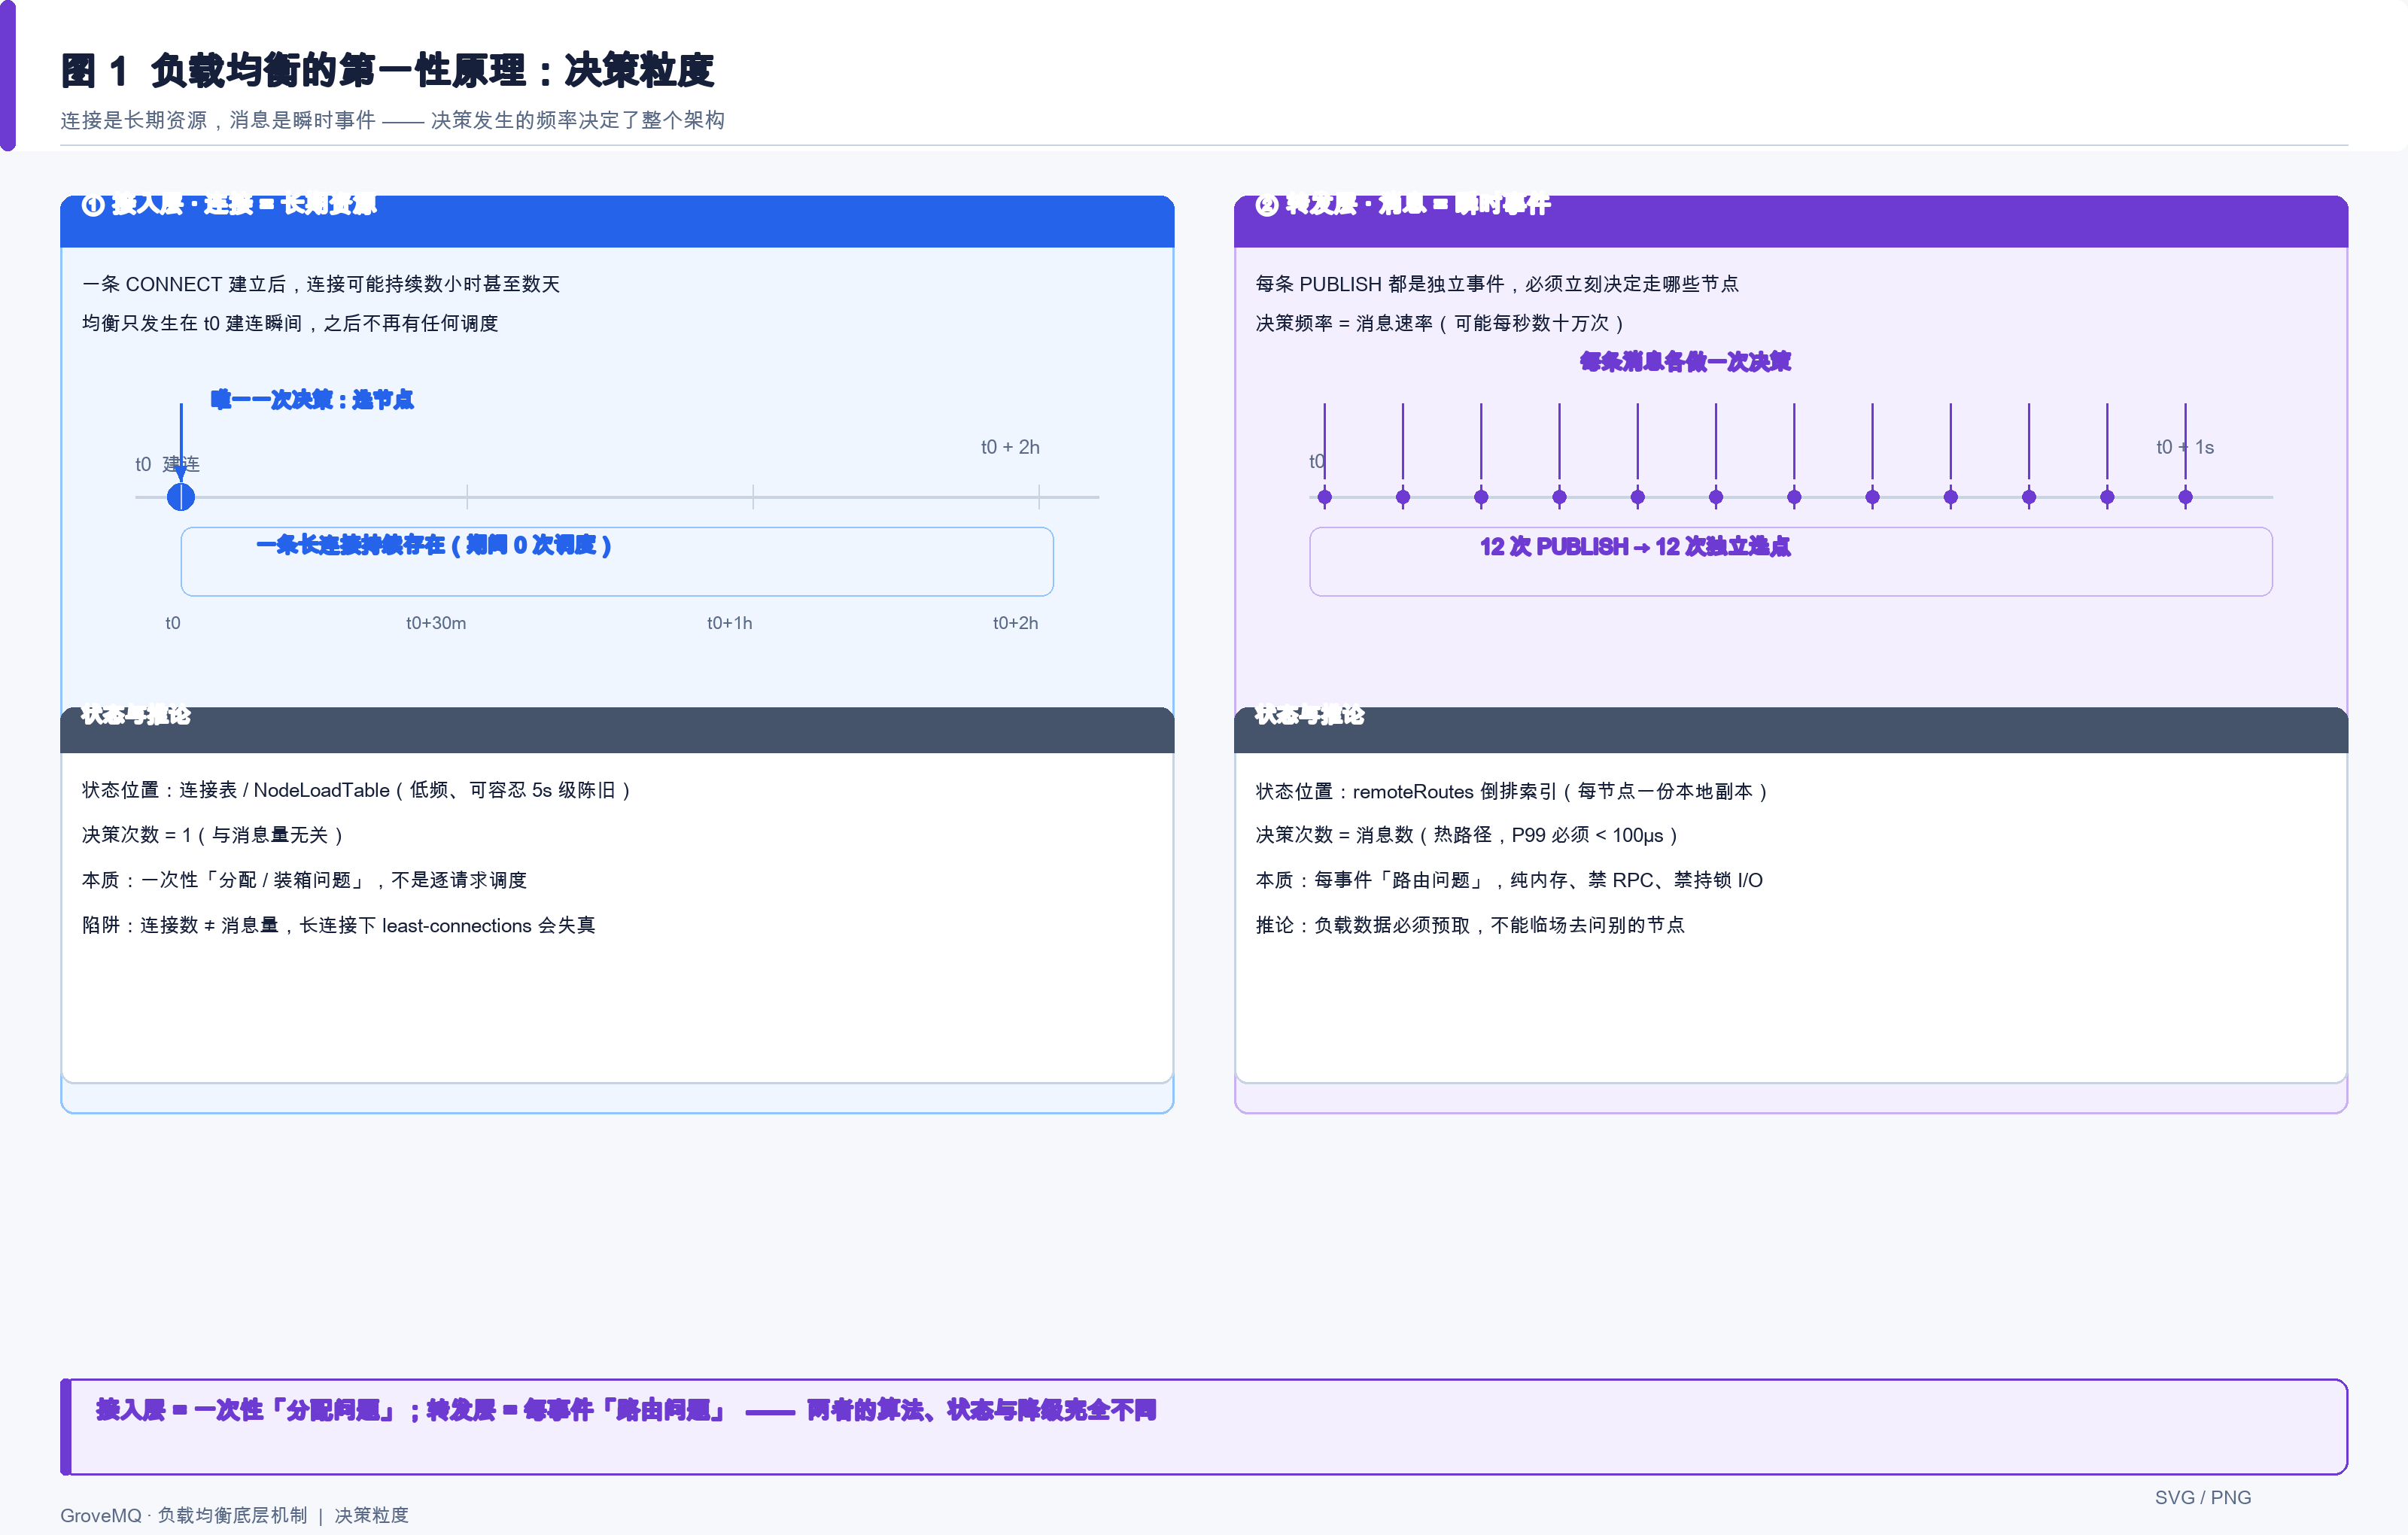 图 1 负载均衡的第一性原理：决策粒度
连接是长期资源，消息是瞬时事件 —— 决策发生的频率决定了整个架构
① 接入层 · 连接 = 长期资源
一条 CONNECT 建立后，连接可能持续数小时甚至数天
均衡只发生在 t0 建连瞬间，之后不再有任何调度
唯一一次决策：选节点
t0 + 2h
t0 建连
一条长连接持续存在（期间 0 次调度）
t0
t0+30m
t0+1h
t0+2h
状态与推论
状态位置：连接表 / NodeLoadTable（低频、可容忍 5s 级陈旧）
决策次数 = 1（与消息量无关）
本质：一次性「分配 / 装箱问题」，不是逐请求调度
陷阱：连接数 ≠ 消息量，长连接下 least-connections 会失真
② 转发层 · 消息 = 瞬时事件
每条 PUBLISH 都是独立事件，必须立刻决定走哪些节点
决策频率 = 消息速率（可能每秒数十万次）
每条消息各做一次决策
t0 + 1s
t0
12 次 PUBLISH → 12 次独立选点
状态与推论
状态位置：remoteRoutes 倒排索引（每节点一份本地副本）
决策次数 = 消息数（热路径，P99 必须 < 100μs）
本质：每事件「路由问题」，纯内存、禁 RPC、禁持锁 I/O
推论：负载数据必须预取，不能临场去问别的节点
接入层 = 一次性「分配问题」；转发层 = 每事件「路由问题」 —— 两者的算法、状态与降级完全不同
SVG / PNG
GroveMQ · 负载均衡底层机制 | 决策粒度